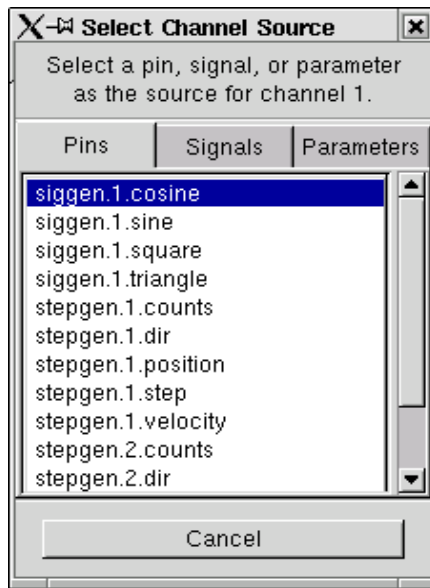 Select Channel Source
Select a pin, signal, or parameter
as the source for channel 1.
Pins Signals Parameters
siggen.1.cosine
siggen.1.sine
siggen.1.square
siggen.1.triangle
stepgen.1.counts
stepgen.1.dir
stepgen.1.position
stepgen.1.step
stepgen.1.velocity
stepgen.2.counts
stepgen.2.dir
Cancel